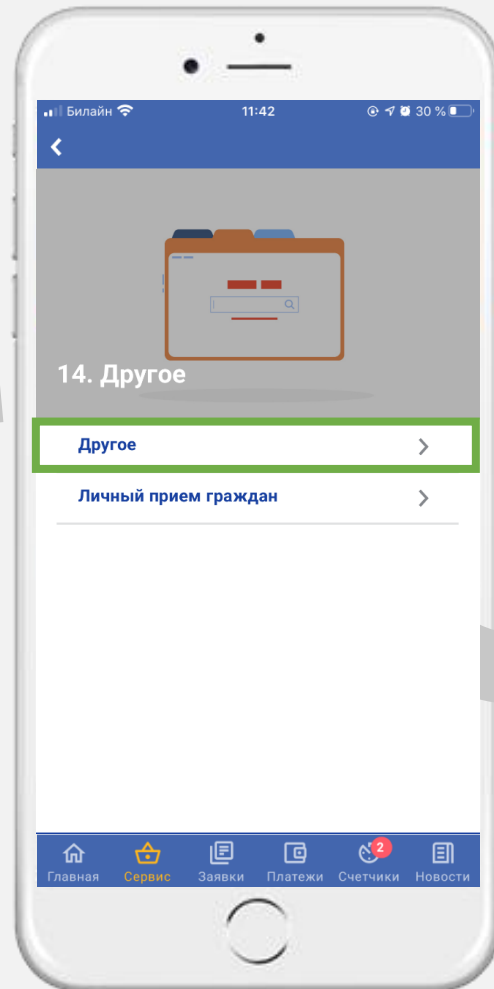 Билайн 11:42 30 %
14. Другое
Другое
Личный прием граждан
2
Главная Сервис Заявки Платежи Счетчики Новости